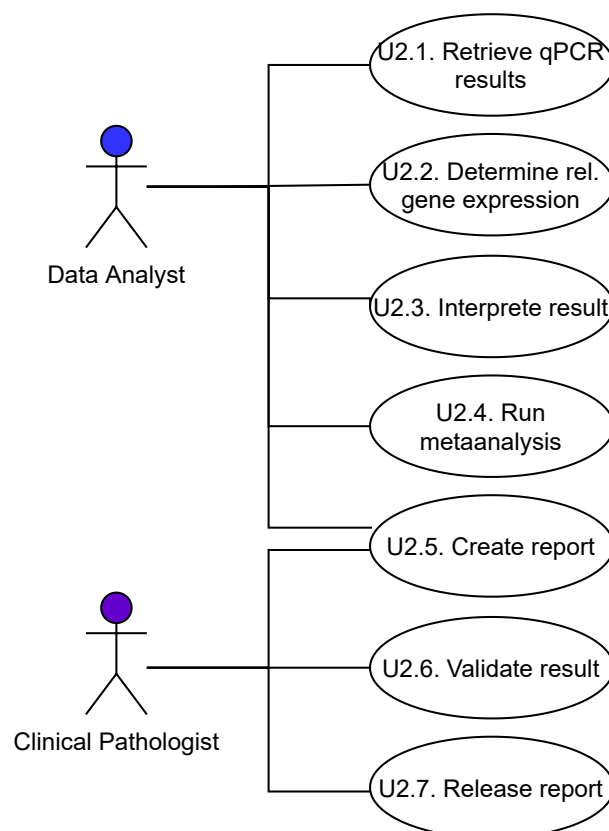 U2.1. Retrieve qPCR
results
U2.2. Determine rel.
gene expression
Data Analyst
U2.3. Interprete result
U2.4. Run
metaanalysis
U2.5. Create report
U2.6. Validate result
Clinical Pathologist
U2.7. Release report